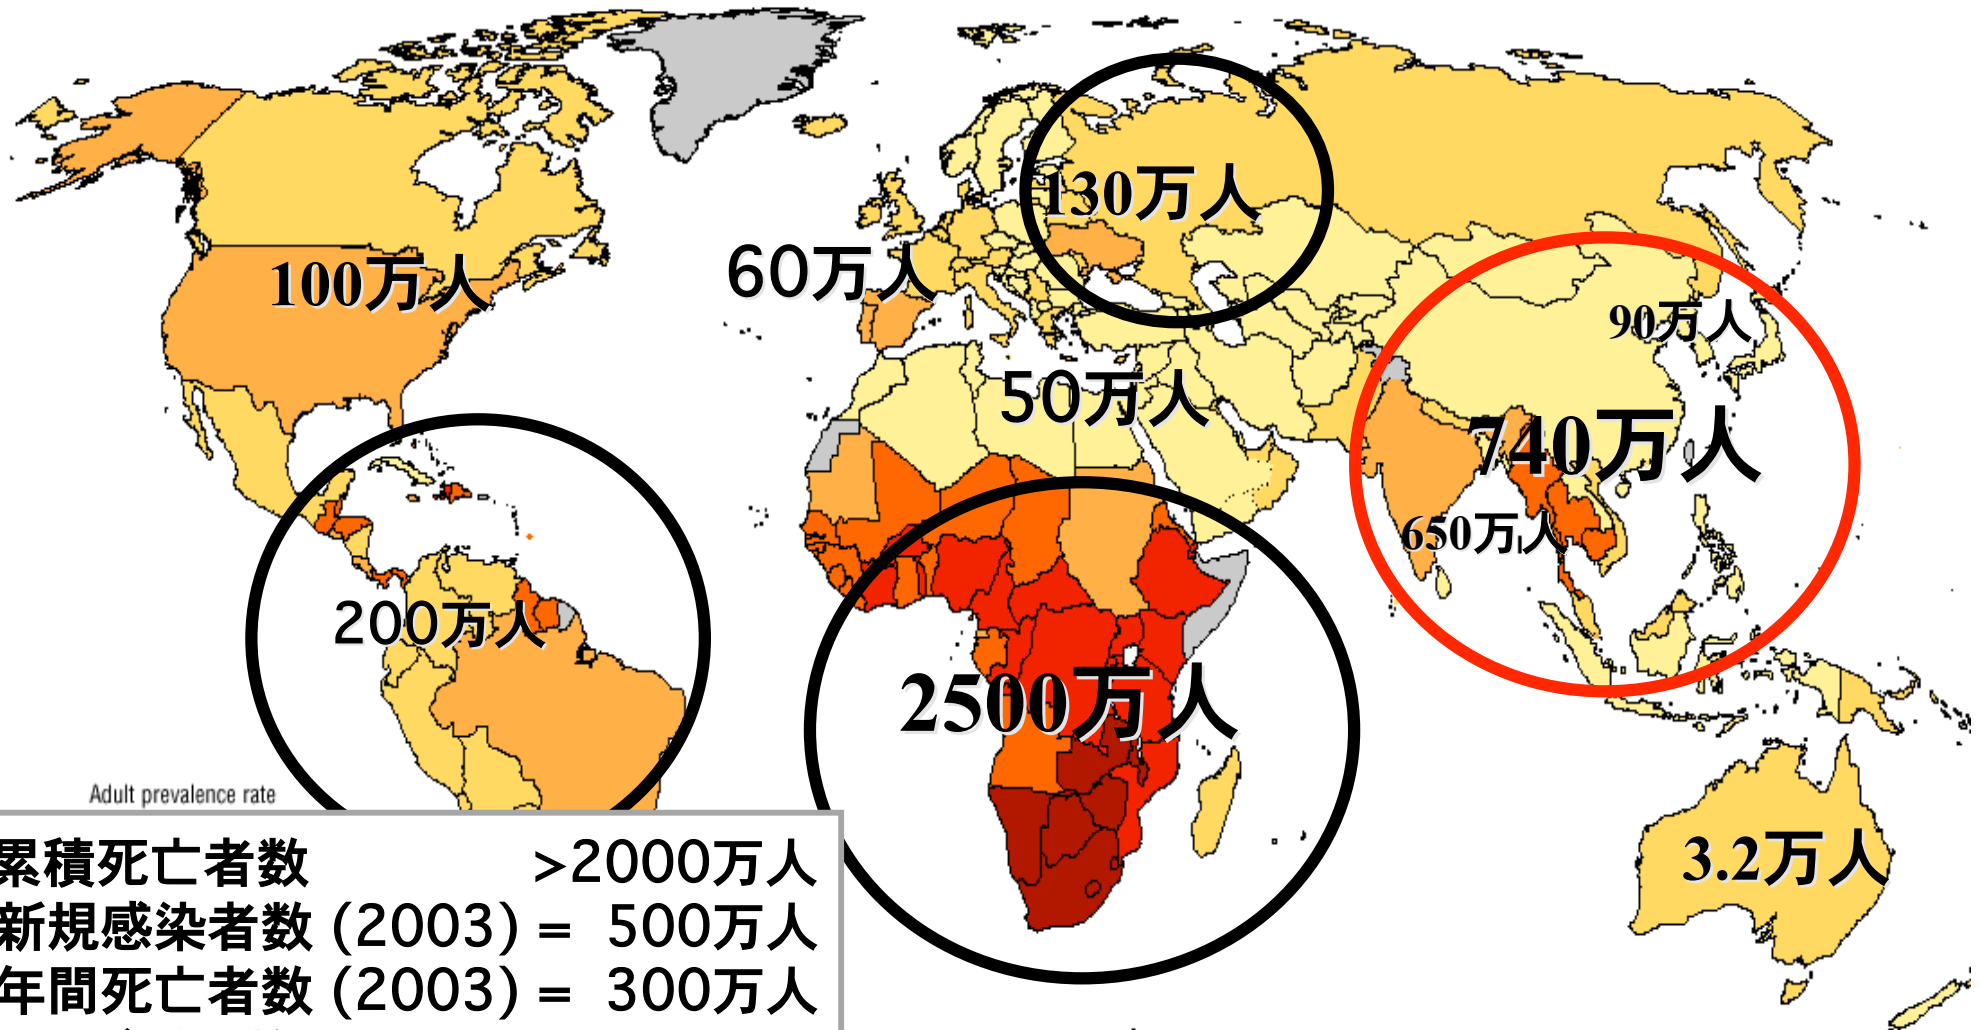 130万人
60万人
100万人
90万人
50万人
740万人
650万人
200万人
2500万人
Adult prevalence rate
3.2万人
累積死亡者数 >2000万人
新規感染者数 (2003) = 500万人
年間死亡者数 (2003) = 300万人